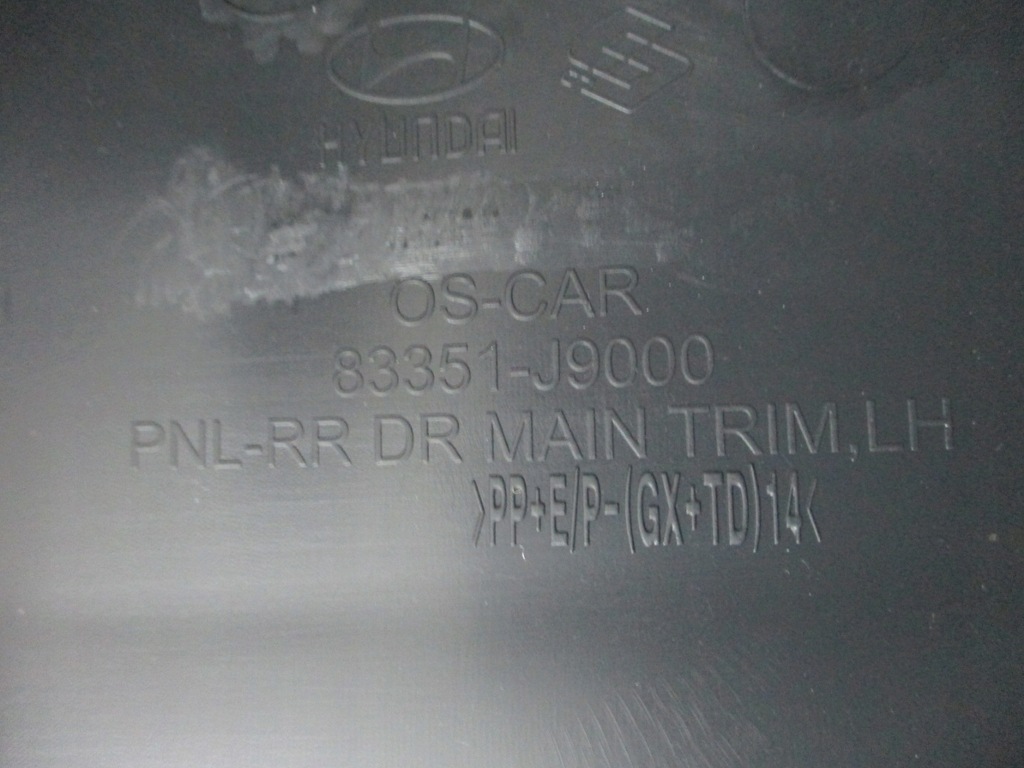 HYUNDAI
OS-CAR
83351-J9000
PNL-RR DR MAIN TRIM,LH
>PP+E/P-(GX+TD)14<